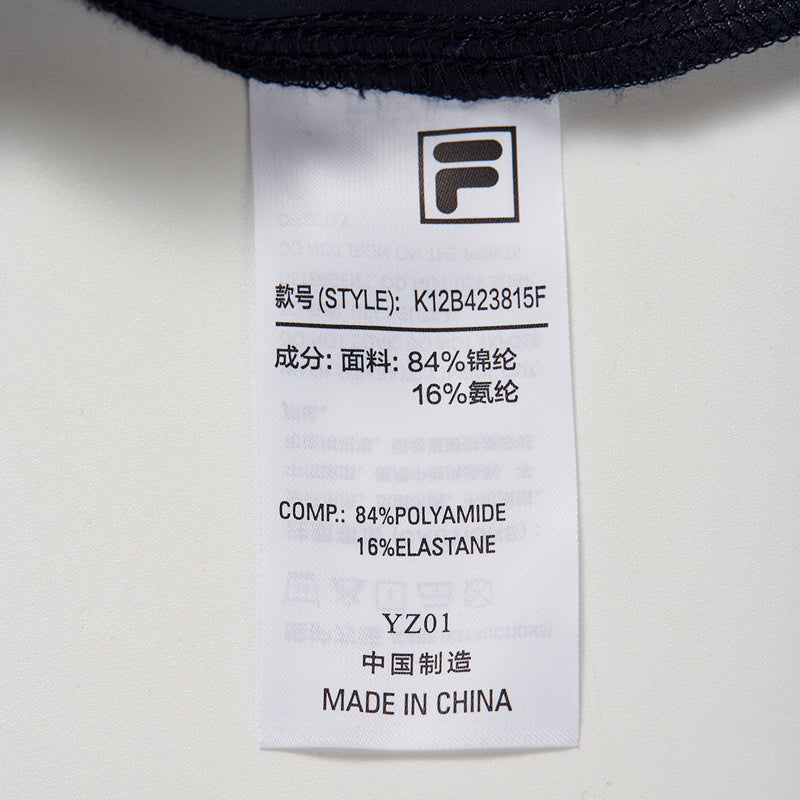 F
款号(STYLE): K12B423815F
成分: 面料: 84%锦纶
16%氨纶
COMP.: 84%POLYAMIDE
16%ELASTANE
YZ01
中国制造
MADE IN CHINA